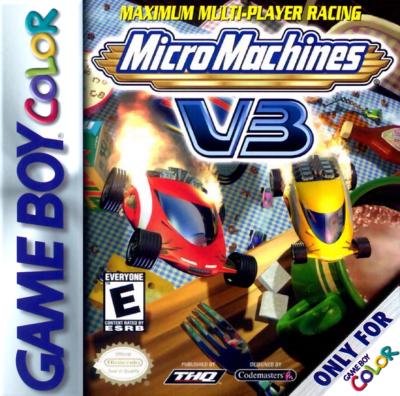 MAXIMUM MULTI-PLAYER RACING
Micro Machines
V3
GAME BOY COLOR
EVERYONE
E
CONTENT RATED BY
ESRB
Official
Nintendo
Seal of Quality
PUBLISHED BY
THQ
DESIGNED BY
Codemasters
ONLY FOR
GAME BOY
COLOR